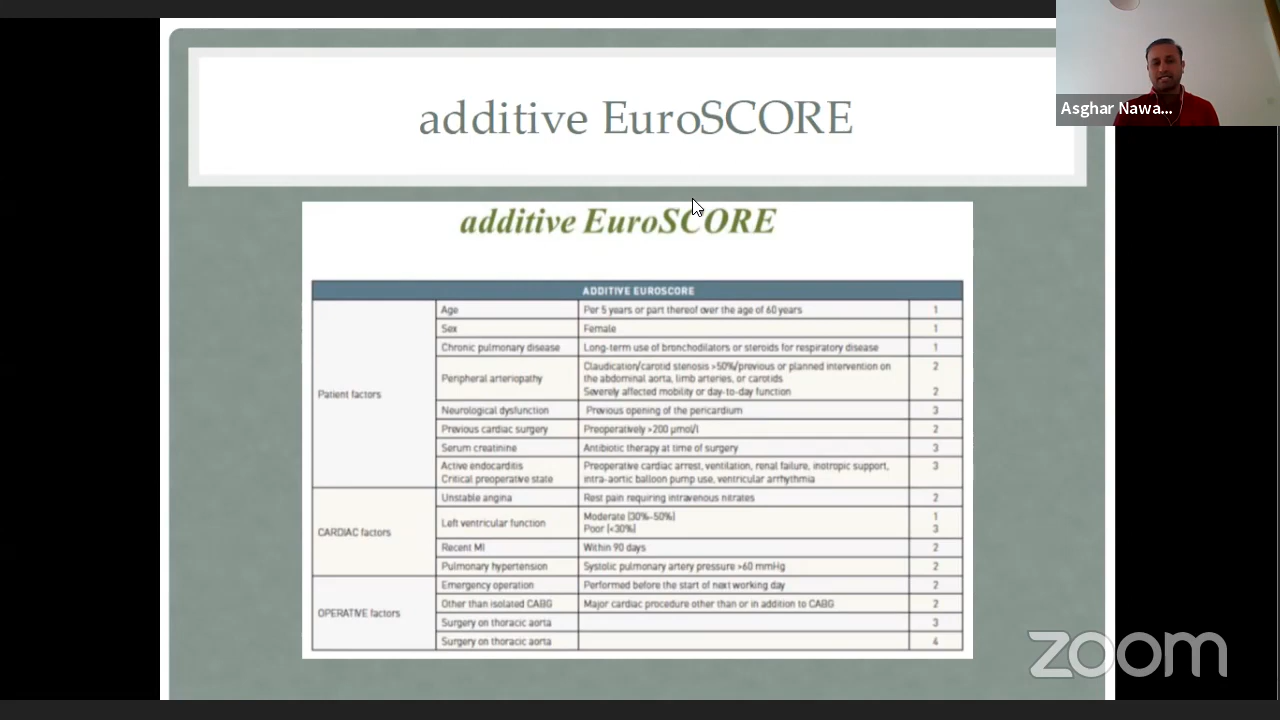 additive EuroSCORE
Asghar Nawa...
additive EuroSCORE
ADDITIVE EUROSCORE
Patient factors
Age Per 5 years or part thereof over the age of 60 years 1
Sex Female 1
Chronic pulmonary disease Long-term use of bronchodilators or steroids for respiratory disease 1
Peripheral arteriopathy Claudication/carotid stenosis >50%/previous or planned intervention on 2
the abdominal aorta, limb arteries, or carotids
Severely affected mobility or day-to-day function 2
Neurological dysfunction Previous opening of the pericardium 3
Previous cardiac surgery Preoperatively >200 µmol/l 2
Serum creatinine Antibiotic therapy at time of surgery 3
Active endocarditis Preoperative cardiac arrest, ventilation, renal failure, inotropic support, 3
Critical preoperative state intra-aortic balloon pump use, ventricular arrhythmia
CARDIAC factors
Unstable angina Rest pain requiring intravenous nitrates 2
Left ventricular function Moderate (30%-50%) 1
Poor (<30%) 3
Recent MI Within 90 days 2
Pulmonary hypertension Systolic pulmonary artery pressure >60 mmHg 2
OPERATIVE factors
Emergency operation Performed before the start of next working day 2
Other than isolated CABG Major cardiac procedure other than or in addition to CABG 2
Surgery on thoracic aorta 3
Surgery on thoracic aorta 4
zoom